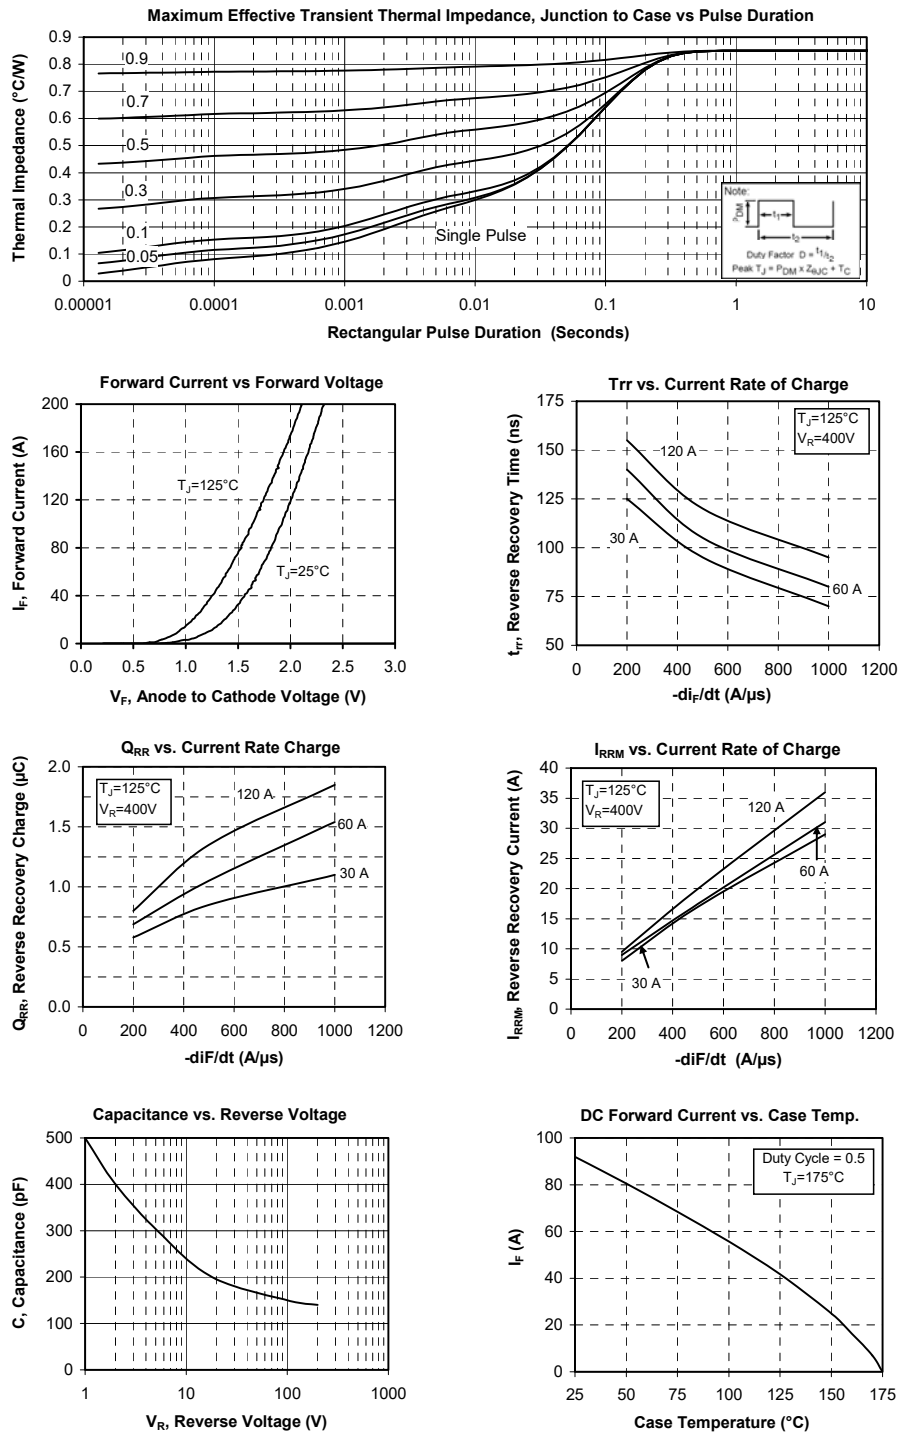 Maximum Effective Transient Thermal Impedance, Junction to Case vs Pulse Duration
Thermal Impedance (°C/W)
0.9
0.8
0.7
0.6
0.5
0.4
0.3
0.2
0.1
0
0.9
0.7
0.5
0.3
0.1
0.05
Single Pulse
Note:
PDM
t1
t2
Duty Factor D = t1/t2
Peak TJ = PDM x ZθJC + TC
0.00001 0.0001 0.001 0.01 0.1 1 10
Rectangular Pulse Duration (Seconds)
Forward Current vs Forward Voltage
IF, Forward Current (A)
200
160
120
80
40
0
TJ=125°C
TJ=25°C
0.0 0.5 1.0 1.5 2.0 2.5 3.0
VF, Anode to Cathode Voltage (V)
Trr vs. Current Rate of Charge
trr, Reverse Recovery Time (ns)
175
150
125
100
75
50
TJ=125°C
VR=400V
120 A
30 A
60 A
0 200 400 600 800 1000 1200
-diF/dt (A/µs)
QRR vs. Current Rate Charge
QRR, Reverse Recovery Charge (µC)
2.0
1.5
1.0
0.5
0.0
TJ=125°C
VR=400V
120 A
60 A
30 A
0 200 400 600 800 1000 1200
-diF/dt (A/µs)
IRRM vs. Current Rate of Charge
IRRM, Reverse Recovery Current (A)
40
35
30
25
20
15
10
5
0
TJ=125°C
VR=400V
120 A
60 A
30 A
0 200 400 600 800 1000 1200
-diF/dt (A/µs)
Capacitance vs. Reverse Voltage
C, Capacitance (pF)
500
400
300
200
100
0
1 10 100 1000
VR, Reverse Voltage (V)
DC Forward Current vs. Case Temp.
IF (A)
100
80
60
40
20
0
Duty Cycle = 0.5
TJ=175°C
25 50 75 100 125 150 175
Case Temperature (°C)